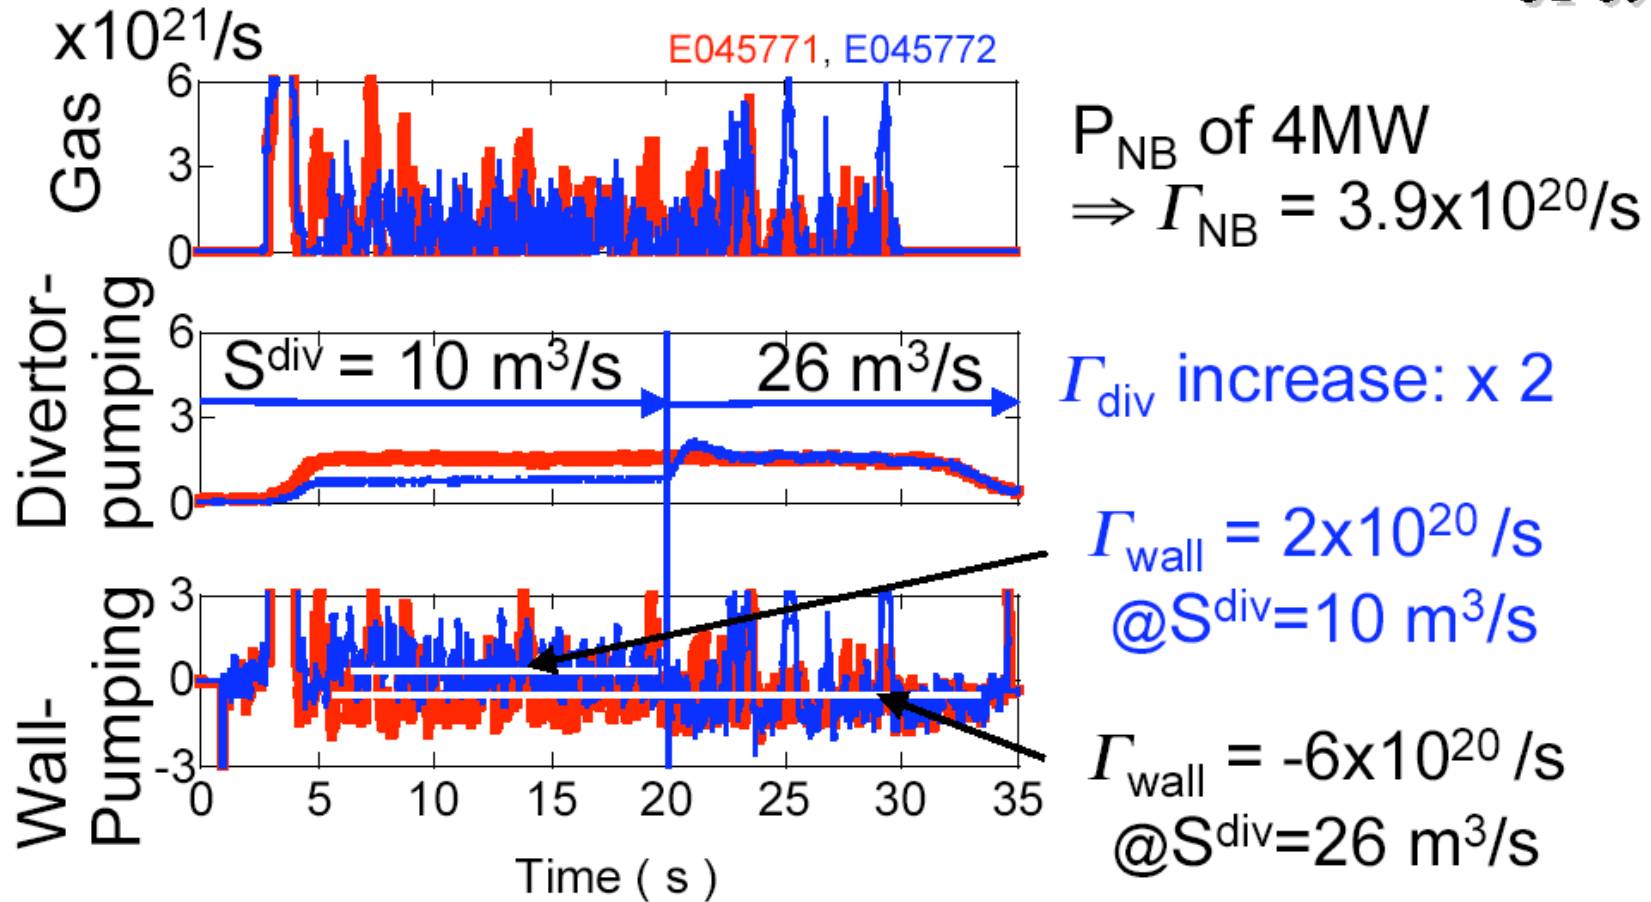 x10²¹/s
E045771, E045772
Gas
6
3
0
P_NB of 4MW
⇒ Γ_NB = 3.9x10²⁰/s
Divertor-
pumping
6
3
0
S^div = 10 m³/s
26 m³/s
Γ_div increase: x 2
Wall-
Pumping
3
0
-3
Γ_wall = 2x10²⁰ /s
@S^div=10 m³/s
Γ_wall = -6x10²⁰ /s
@S^div=26 m³/s
0 5 10 15 20 25 30 35
Time ( s )